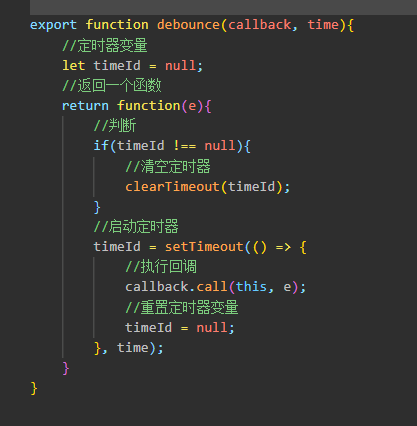 export function debounce(callback, time){
    //定时器变量
    let timeId = null;
    //返回一个函数
    return function(e){
        //判断
        if(timeId !== null){
            //清空定时器
            clearTimeout(timeId);
        }
        //启动定时器
        timeId = setTimeout(() => {
            //执行回调
            callback.call(this, e);
            //重置定时器变量
            timeId = null;
        }, time);
    }
}